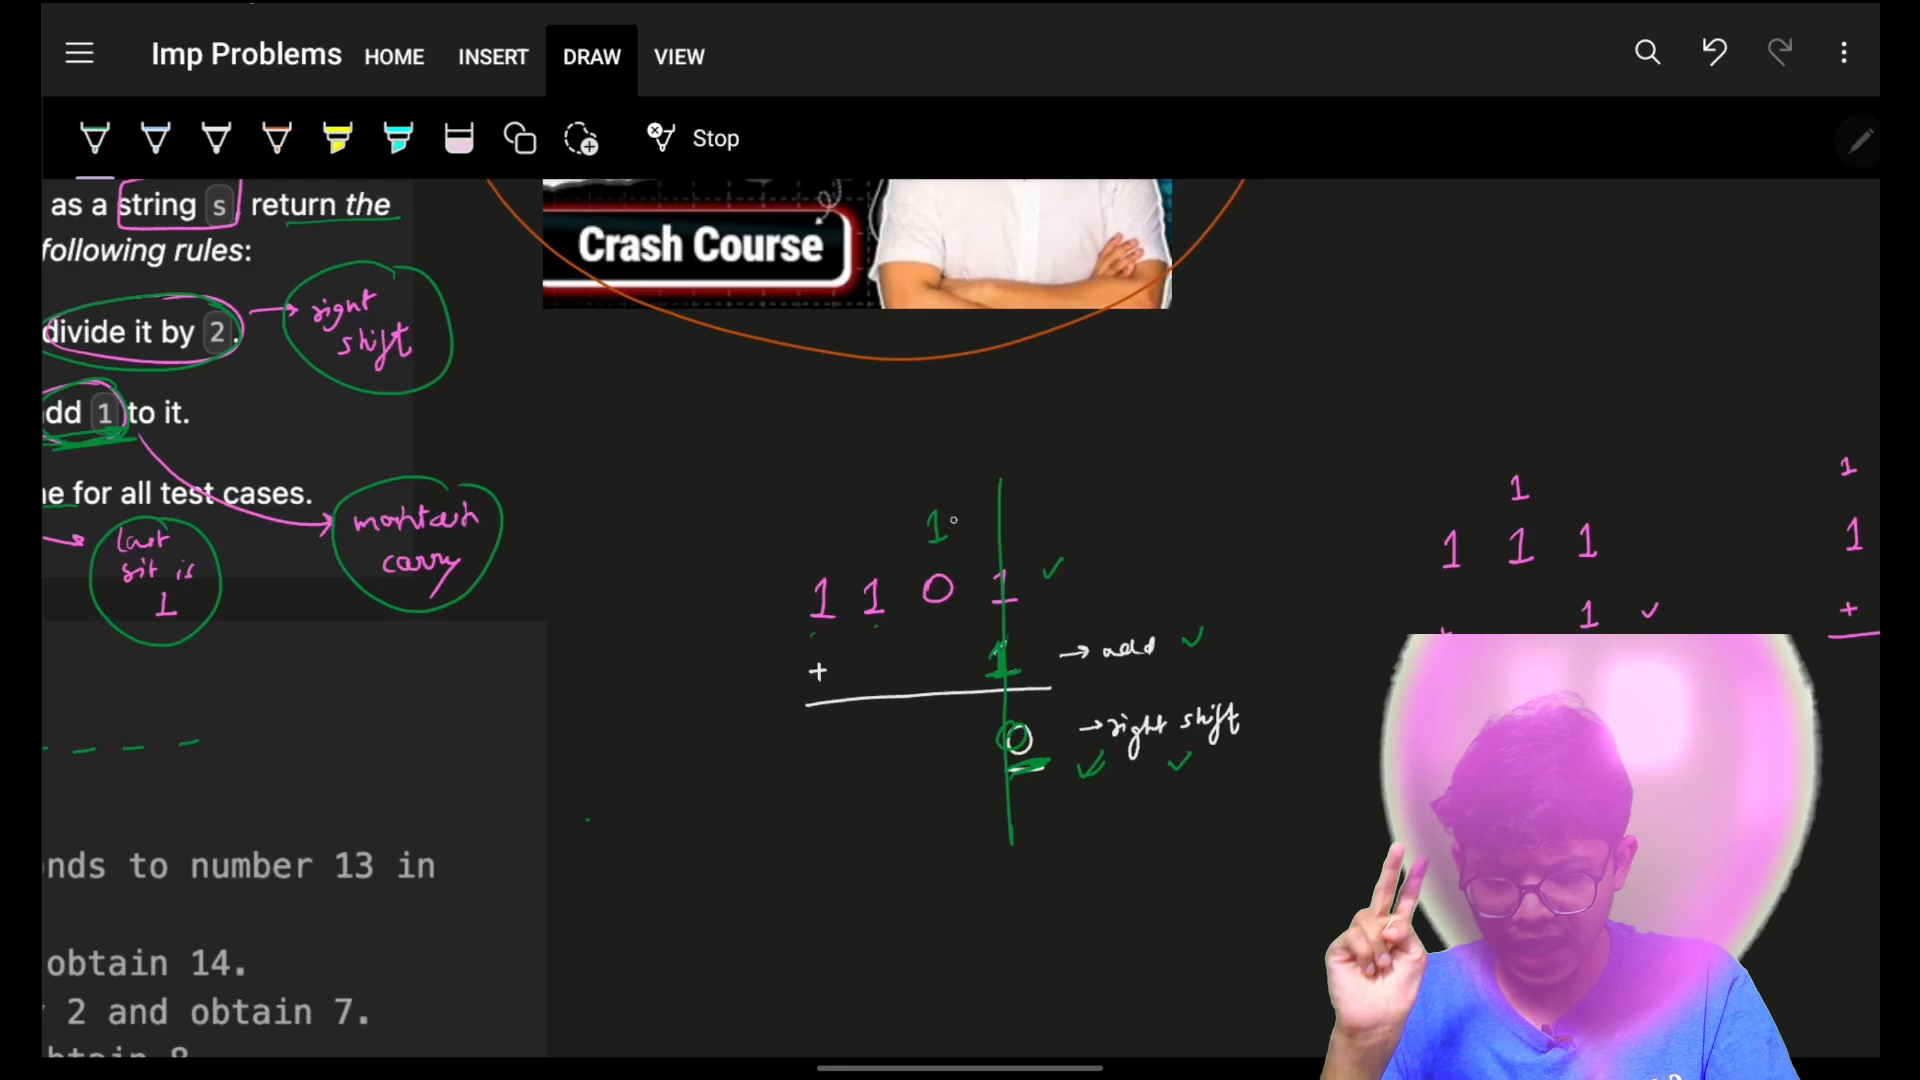 Imp Problems HOME INSERT DRAW VIEW
Stop
as a string s, return the
following rules:
divide it by 2.
right
shift
dd 1 to it.
e for all test cases.
last
bit is
1
carry
Crash Course
1
1 1 0 1
1 → add
+
0 → right shift
1
1 1 1
1
1
1
+
nds to number 13 in
obtain 14.
2 and obtain 7.
btain 8